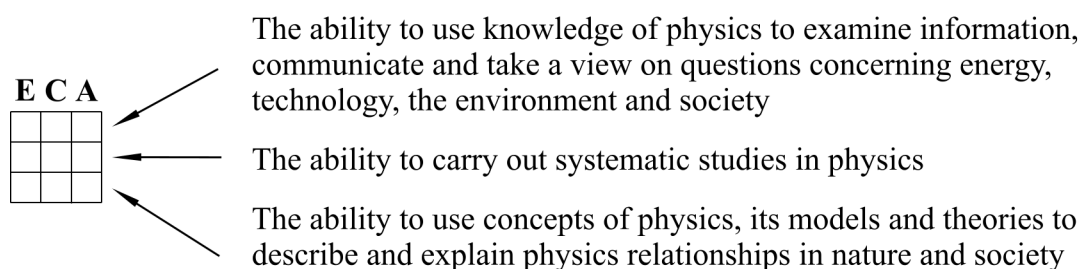 The ability to use knowledge of physics to examine information,
communicate and take a view on questions concerning energy,
technology, the environment and society
E C A
The ability to carry out systematic studies in physics
The ability to use concepts of physics, its models and theories to
describe and explain physics relationships in nature and society